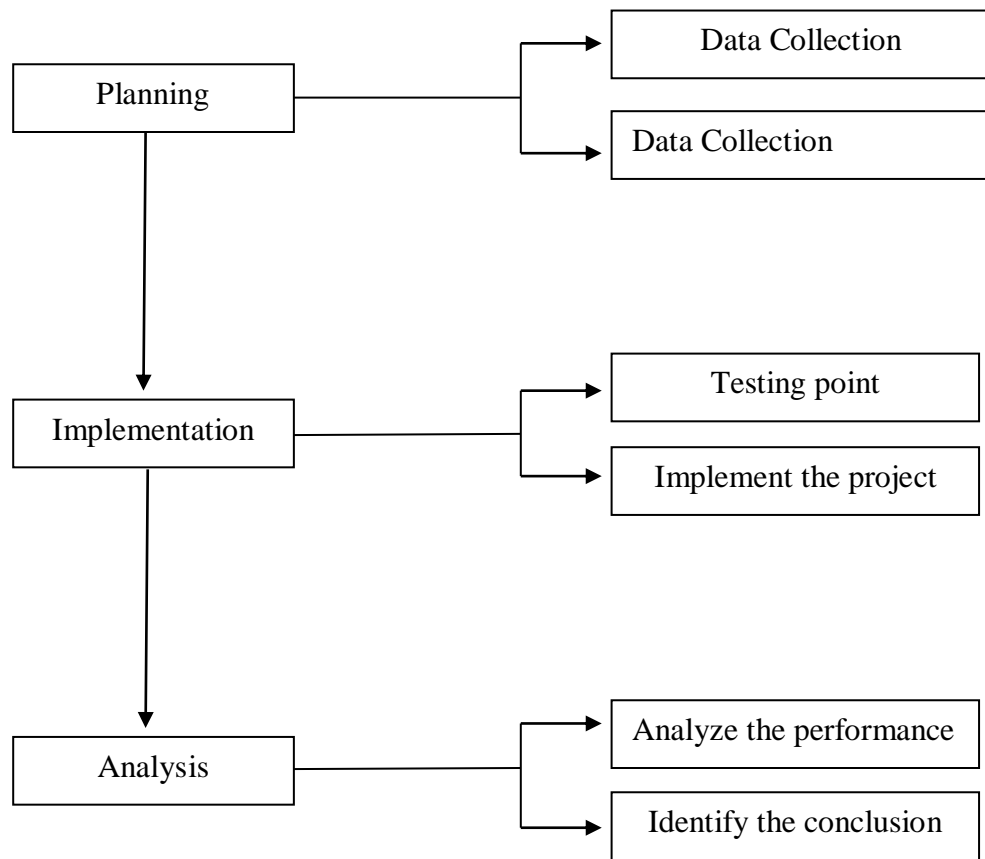 Data Collection
Planning
Data Collection
Testing point
Implementation
Implement the project
Analyze the performance
Analysis
Identify the conclusion